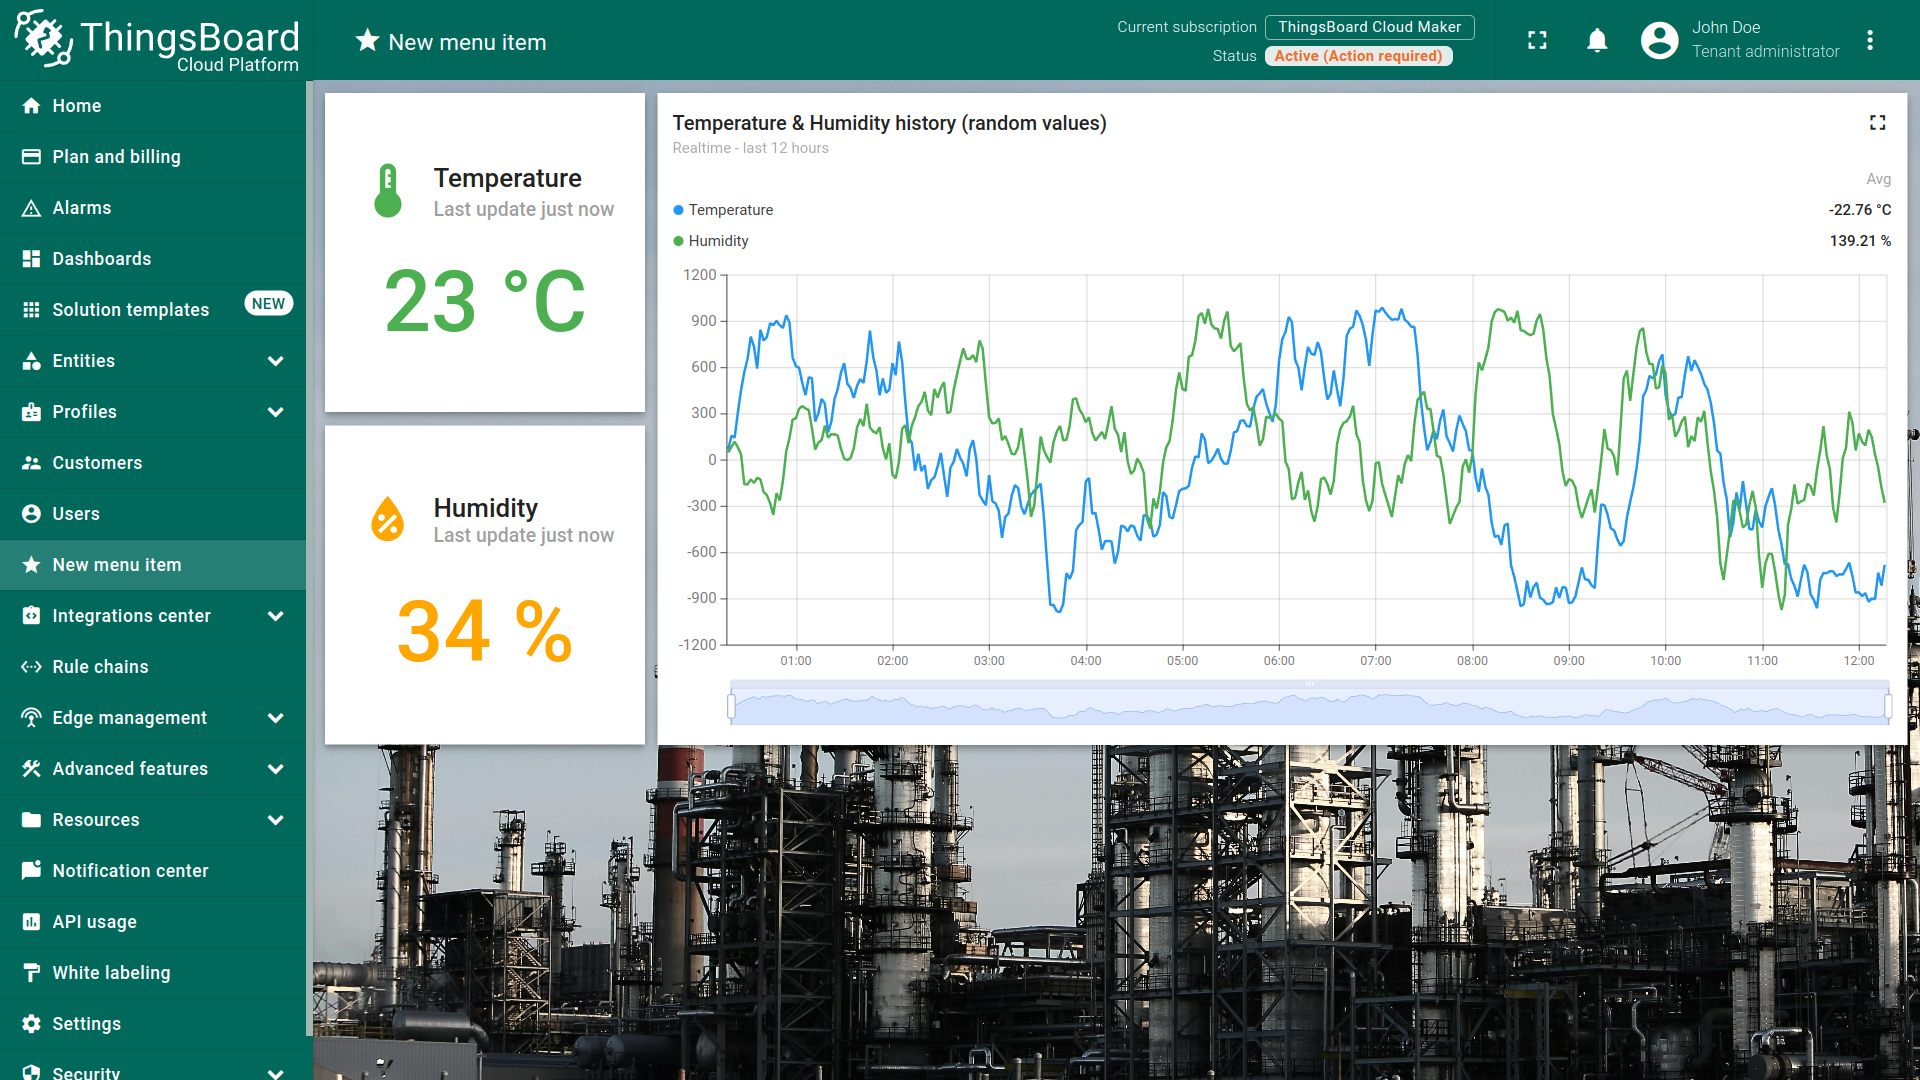 ThingsBoard
Cloud Platform
New menu item
Current subscription
ThingsBoard Cloud Maker
Status
Active (Action required)
John Doe
Tenant administrator
Home
Plan and billing
Alarms
Dashboards
Solution templates
NEW
Entities
Profiles
Customers
Users
New menu item
Integrations center
Rule chains
Edge management
Advanced features
Resources
Notification center
API usage
White labeling
Settings
Security
Temperature
Last update just now
23 °C
Humidity
Last update just now
34 %
Temperature & Humidity history (random values)
Realtime - last 12 hours
Avg
Temperature
-22.76 °C
Humidity
139.21 %
1200
900
600
300
0
-300
-600
-900
-1200
01:00
02:00
03:00
04:00
05:00
06:00
07:00
08:00
09:00
10:00
11:00
12:00